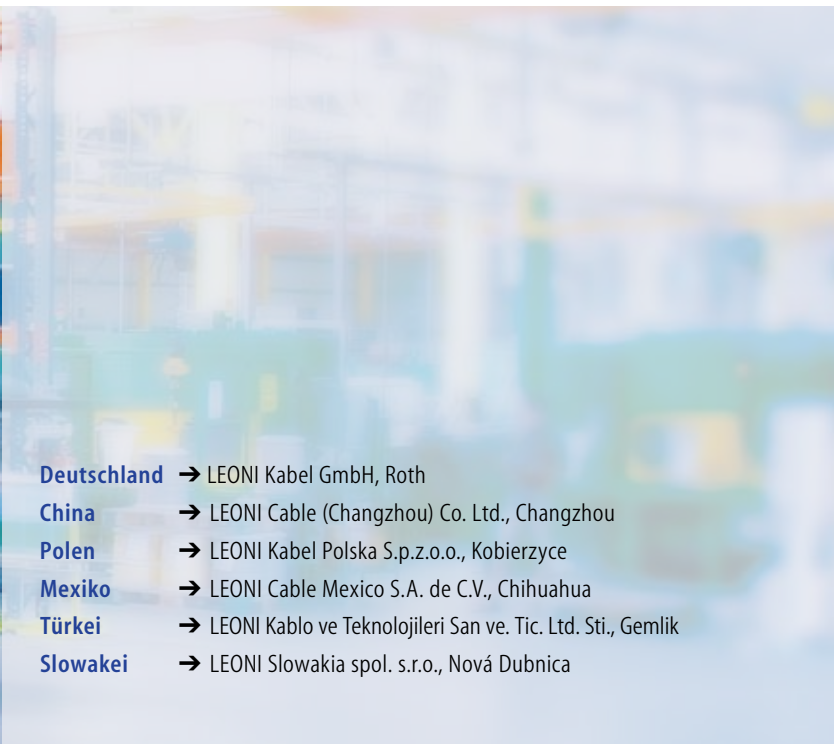 Deutschland ➔ LEONI Kabel GmbH, Roth
China ➔ LEONI Cable (Changzhou) Co. Ltd., Changzhou
Polen ➔ LEONI Kabel Polska S.p.z.o.o., Kobierzyce
Mexiko ➔ LEONI Cable Mexico S.A. de C.V., Chihuahua
Türkei ➔ LEONI Kablo ve Teknolojileri San ve. Tic. Ltd. Sti., Gemlik
Slowakei ➔ LEONI Slowakia spol. s.r.o., Nová Dubnica